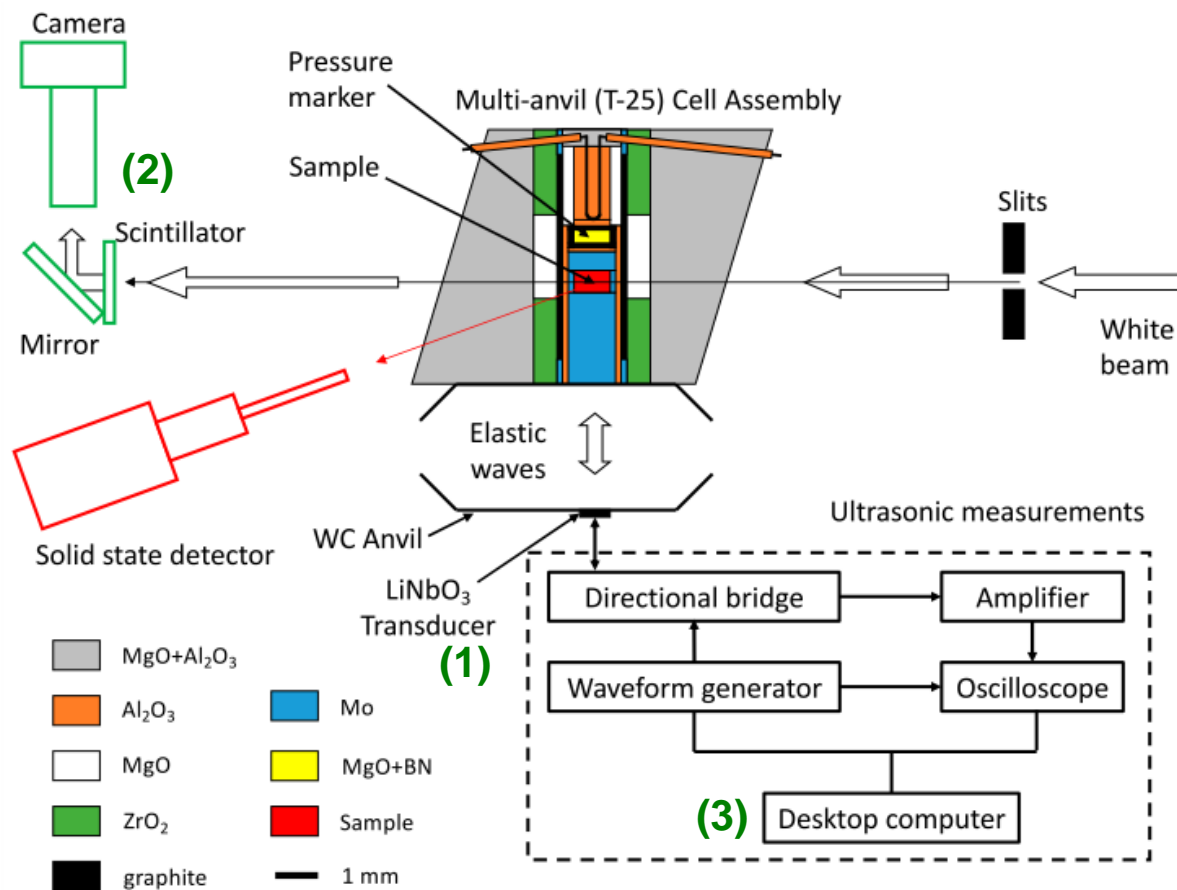 Camera
(2)
Scintillator
Mirror
Pressure
marker
Multi-anvil (T-25) Cell Assembly
Sample
Slits
White
beam
Solid state detector
Elastic
waves
WC Anvil
LiNbO₃
Transducer
(1)
Ultrasonic measurements
Directional bridge
Amplifier
Waveform generator
Oscilloscope
(3)
Desktop computer
MgO+Al₂O₃
Al₂O₃
MgO
ZrO₂
graphite
Mo
MgO+BN
Sample
1 mm